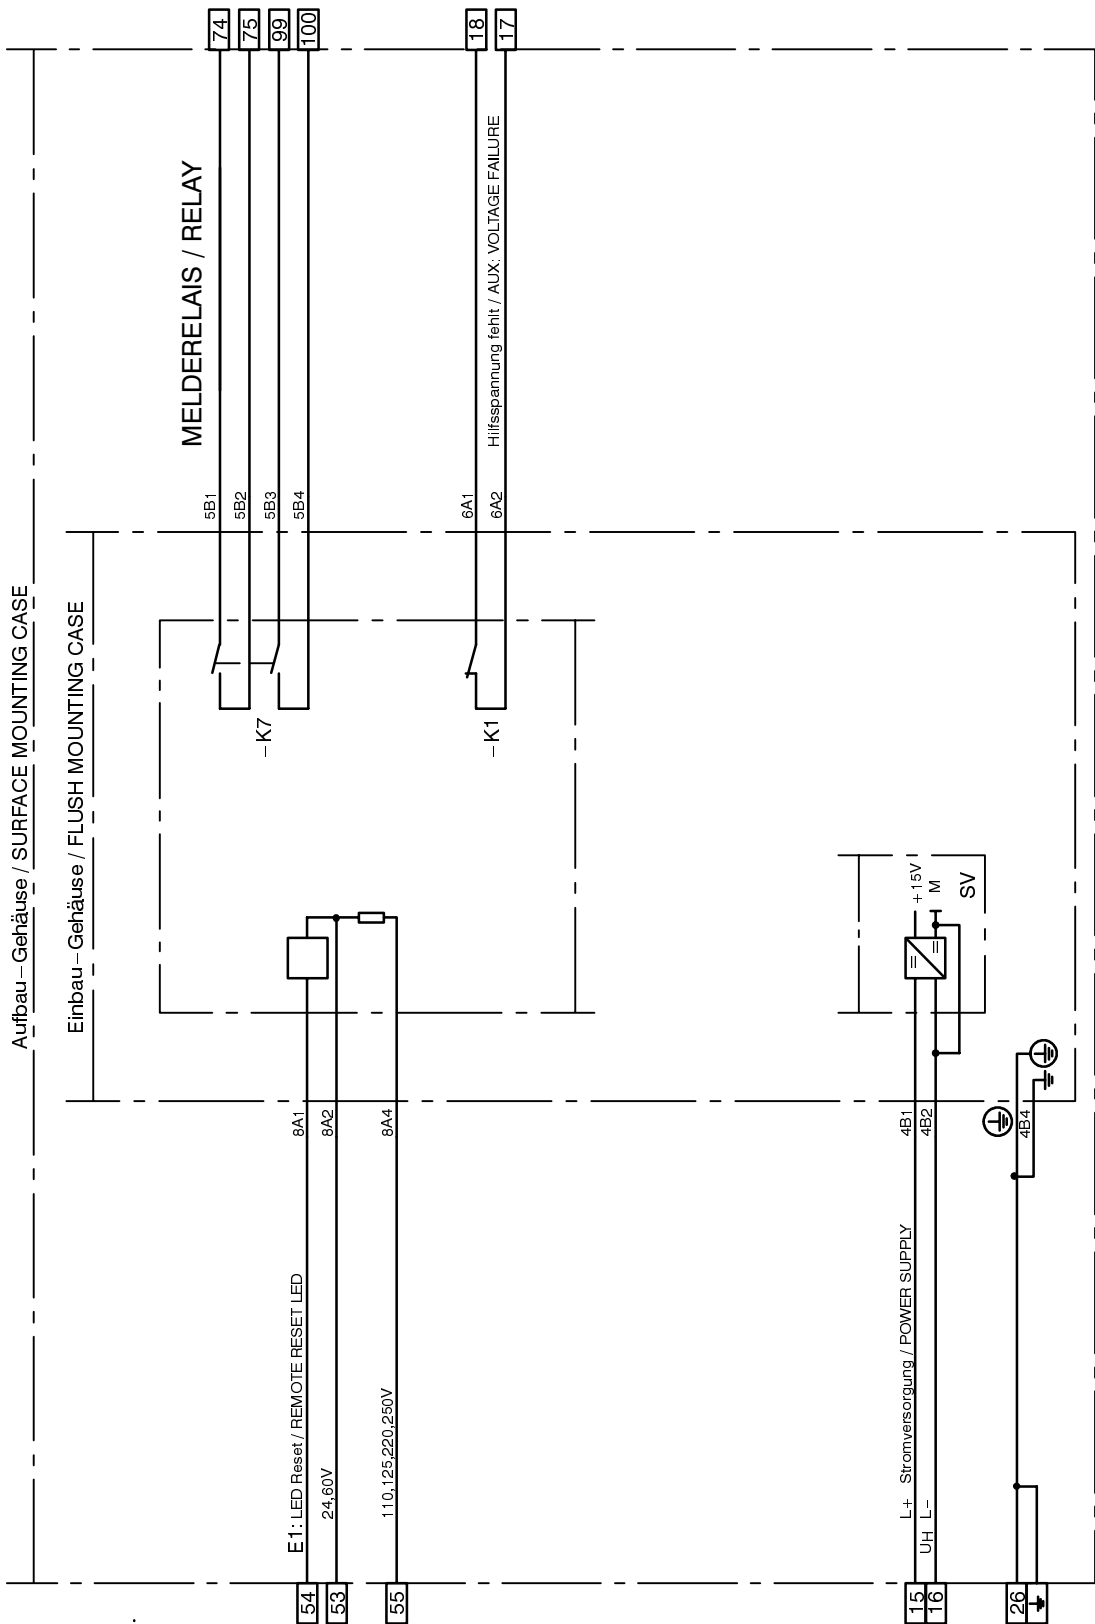 Aufbau–Gehäuse / SURFACE MOUNTING CASE
Einbau–Gehäuse / FLUSH MOUNTING CASE
MELDERELAIS / RELAY
5B1
74
5B2
75
–K7
5B3
99
5B4
100
E1: LED Reset / REMOTE RESET LED
54
8A1
24,60V
53
8A2
110,125,220,250V
55
8A4
6A1
18
–K1
Hilfsspannung fehlt / AUX: VOLTAGE FAILURE
6A2
17
L+ Stromversorgung / POWER SUPPLY
15
4B1
+15V
UH L–
16
4B2
M
SV
26
4B4